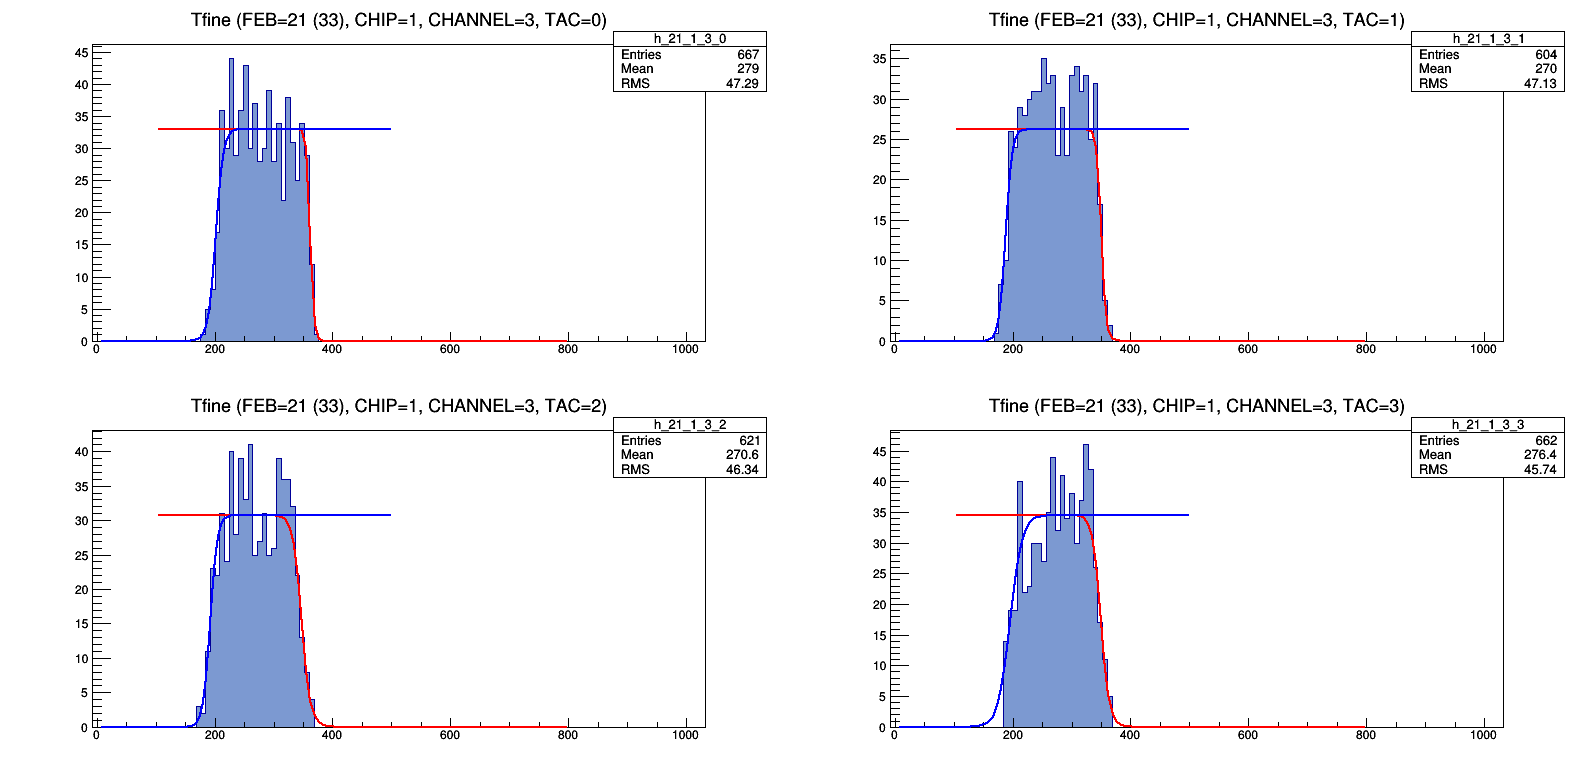 Tfine (FEB=21 (33), CHIP=1, CHANNEL=3, TAC=0)
h_21_1_3_0
Entries 667
Mean 279
RMS 47.29
45
40
35
30
25
20
15
10
5
0
0 200 400 600 800 1000
Tfine (FEB=21 (33), CHIP=1, CHANNEL=3, TAC=1)
h_21_1_3_1
Entries 604
Mean 270
RMS 47.13
35
30
25
20
15
10
5
0
0 200 400 600 800 1000
Tfine (FEB=21 (33), CHIP=1, CHANNEL=3, TAC=2)
h_21_1_3_2
Entries 621
Mean 270.6
RMS 46.34
40
35
30
25
20
15
10
5
0
0 200 400 600 800 1000
Tfine (FEB=21 (33), CHIP=1, CHANNEL=3, TAC=3)
h_21_1_3_3
Entries 662
Mean 276.4
RMS 45.74
45
40
35
30
25
20
15
10
5
0
0 200 400 600 800 1000